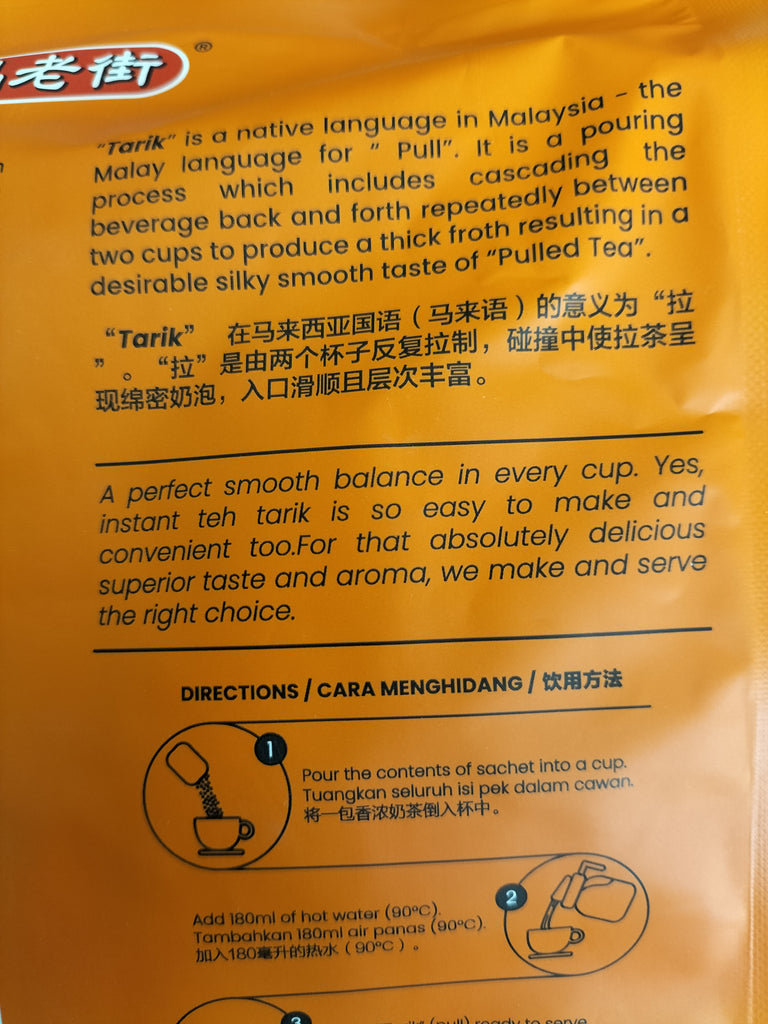 老街®
"Tarik" is a native language in Malaysia - the
Malay language for " Pull". It is a pouring
process which includes cascading the
beverage back and forth repeatedly between
two cups to produce a thick froth resulting in a
desirable silky smooth taste of "Pulled Tea".
“Tarik” 在马来西亚国语（马来语）的意义为“拉
”。“拉”是由两个杯子反复拉制，碰撞中使拉茶呈
现绵密奶泡，入口滑顺且层次丰富。
A perfect smooth balance in every cup. Yes,
instant teh tarik is so easy to make and
convenient too.For that absolutely delicious
superior taste and aroma, we make and serve
the right choice.
DIRECTIONS / CARA MENGHIDANG / 饮用方法
1
Pour the contents of sachet into a cup.
Tuangkan seluruh isi pek dalam cawan.
将一包香浓奶茶倒入杯中。
2
Add 180ml of hot water (90°C).
Tambahkan 180ml air panas (90°C).
加入180毫升的热水（90°C）。
3
(pull) ready to serve